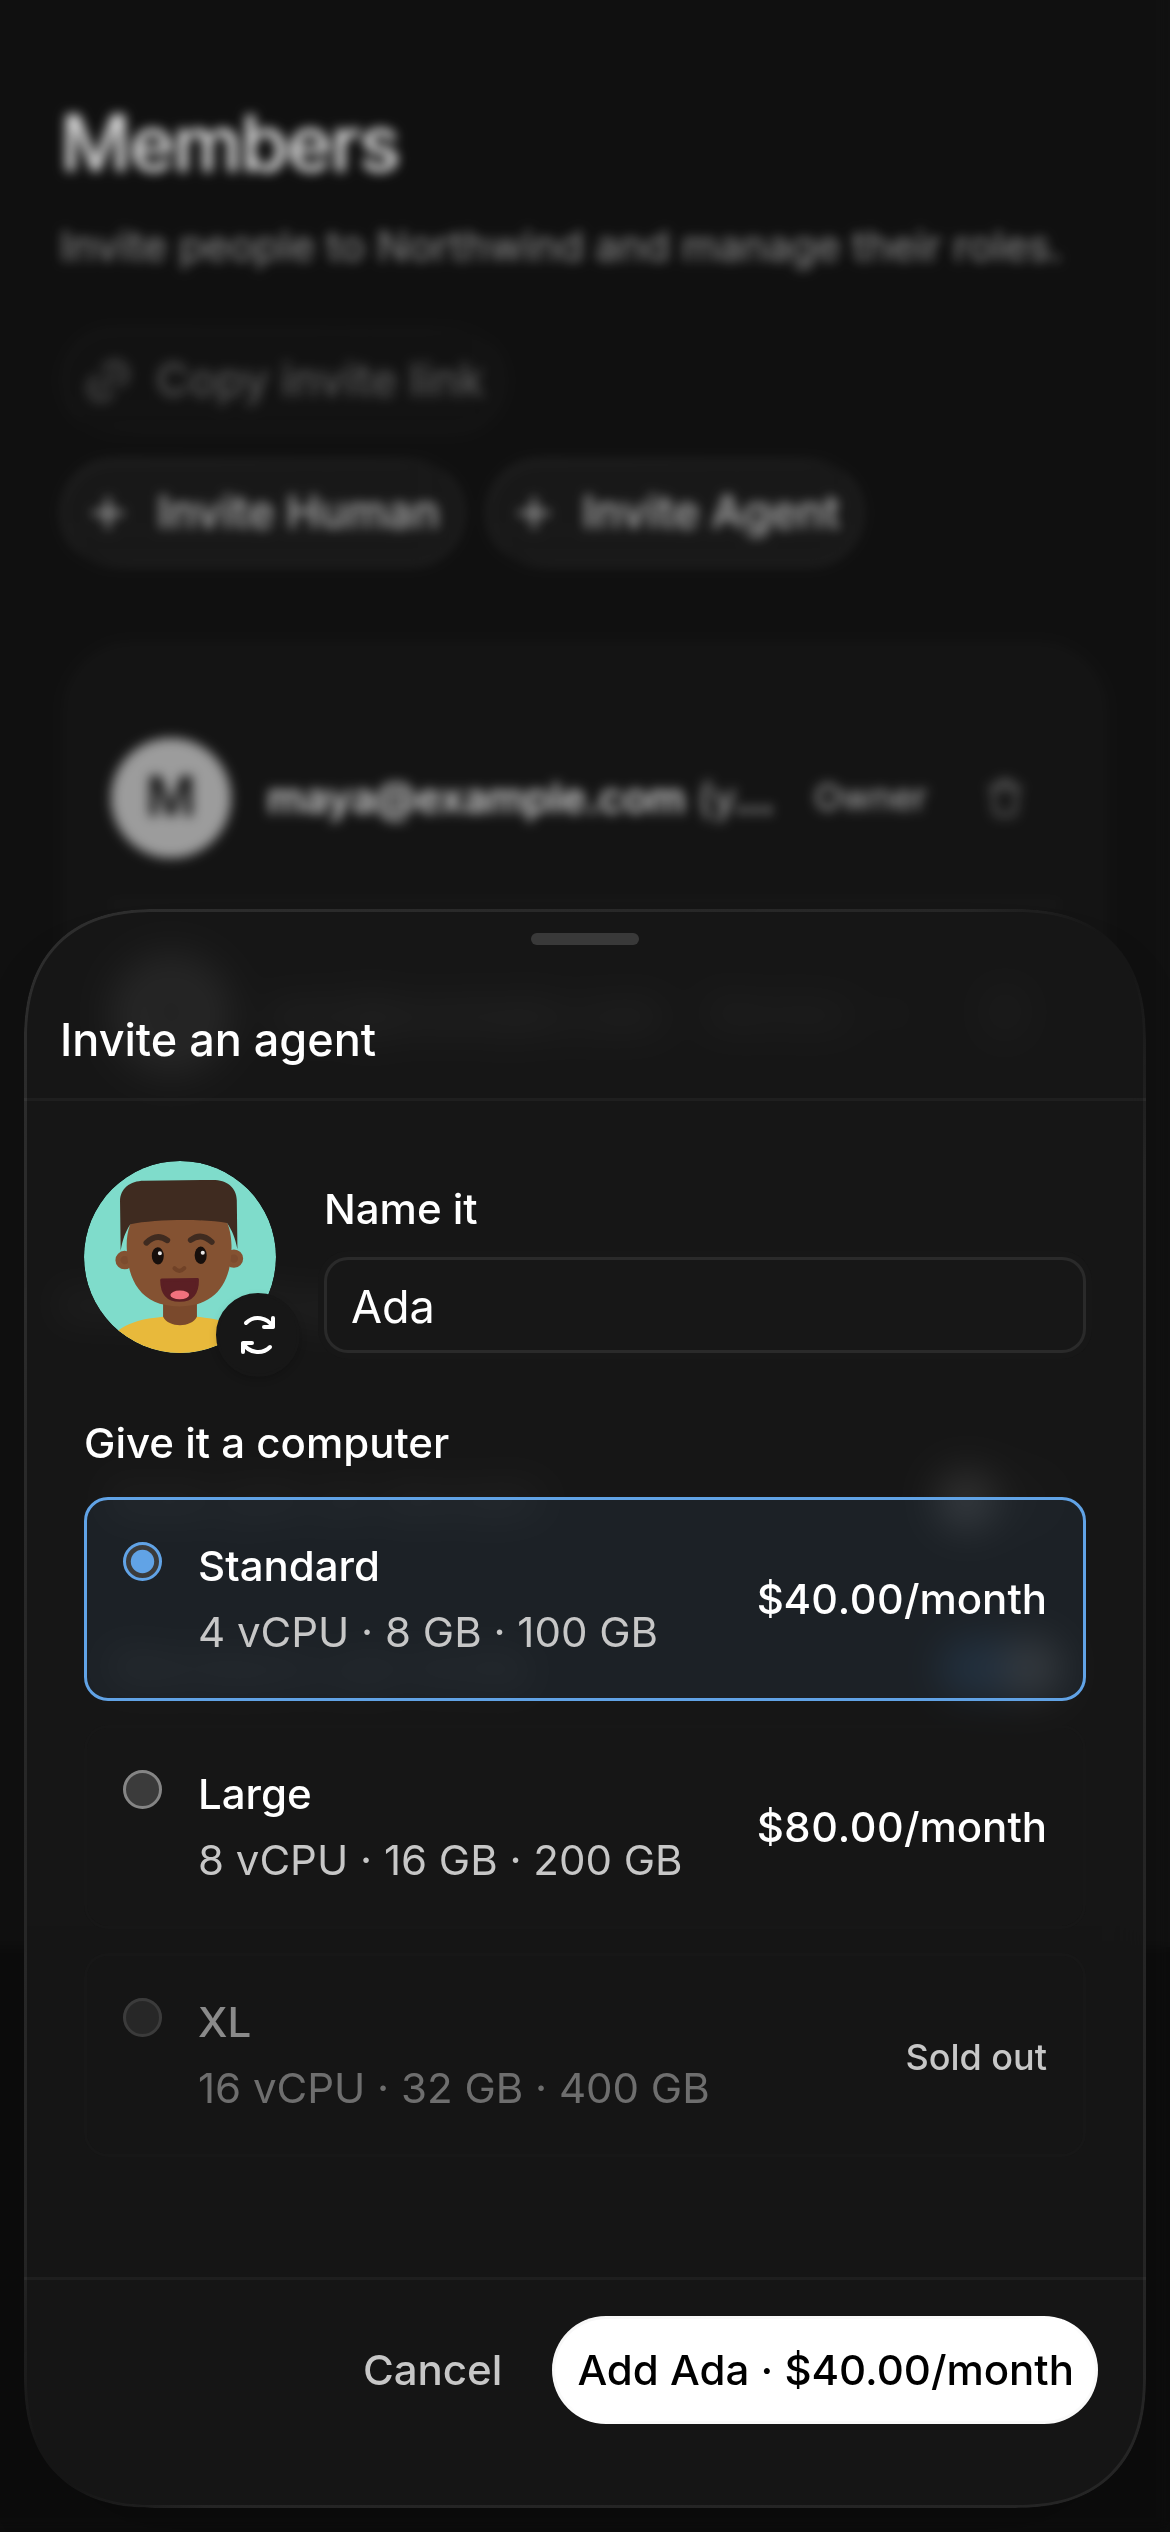 Members
Invite people to Northwind and manage their roles.
Copy invite link
Invite Human
Invite Agent
M
maya@example.com (y...
Owner
Invite an agent
Name it
Ada
Give it a computer
Standard
4 vCPU · 8 GB · 100 GB
$40.00/month
Large
8 vCPU · 16 GB · 200 GB
$80.00/month
XL
16 vCPU · 32 GB · 400 GB
Sold out
Cancel
Add Ada · $40.00/month